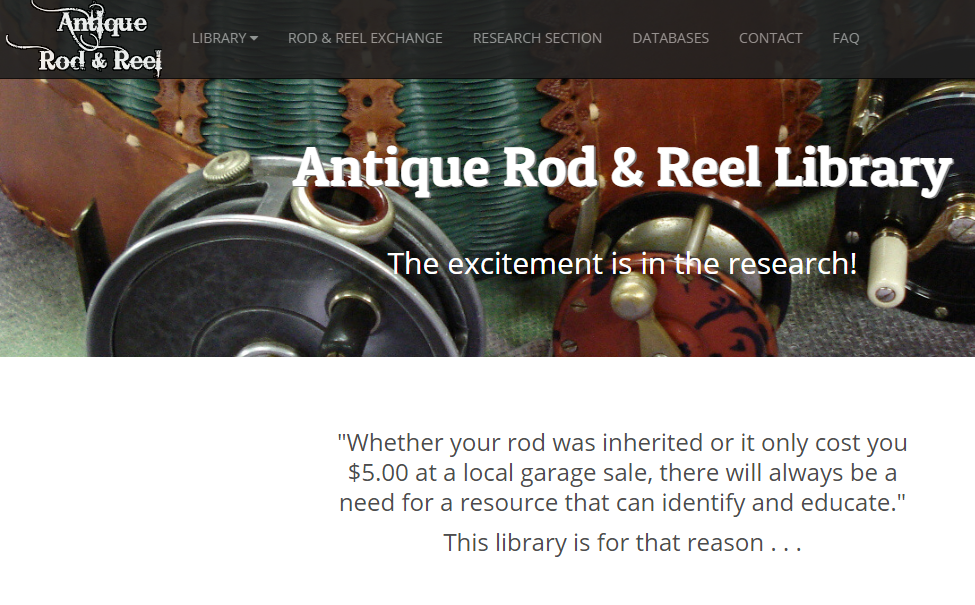 Antique
Rod & Reel
LIBRARY
ROD & REEL EXCHANGE
RESEARCH SECTION
DATABASES
CONTACT
FAQ
Antique Rod & Reel Library
The excitement is in the research!
"Whether your rod was inherited or it only cost you
$5.00 at a local garage sale, there will always be a
need for a resource that can identify and educate."
This library is for that reason . . .